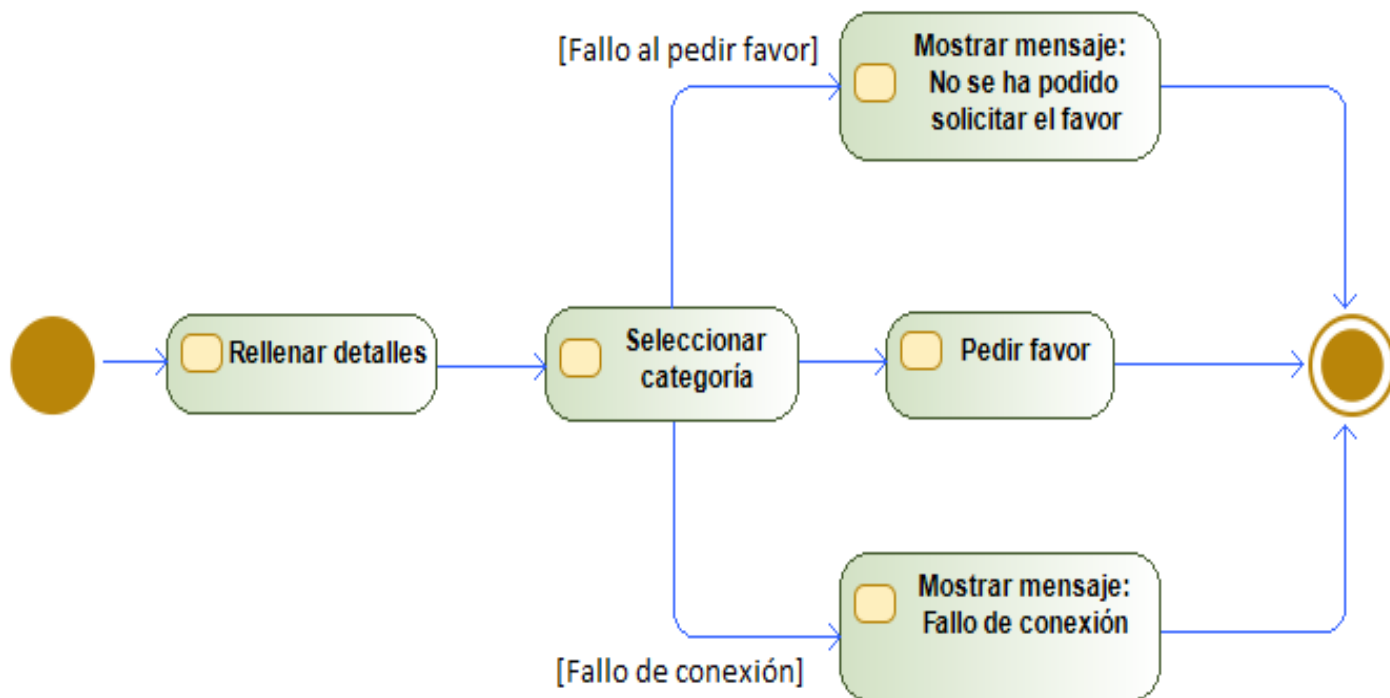 [Fallo al pedir favor]
Mostrar mensaje:
No se ha podido
solicitar el favor
Rellenar detalles
Seleccionar
categoría
Pedir favor
Mostrar mensaje:
Fallo de conexión
[Fallo de conexión]